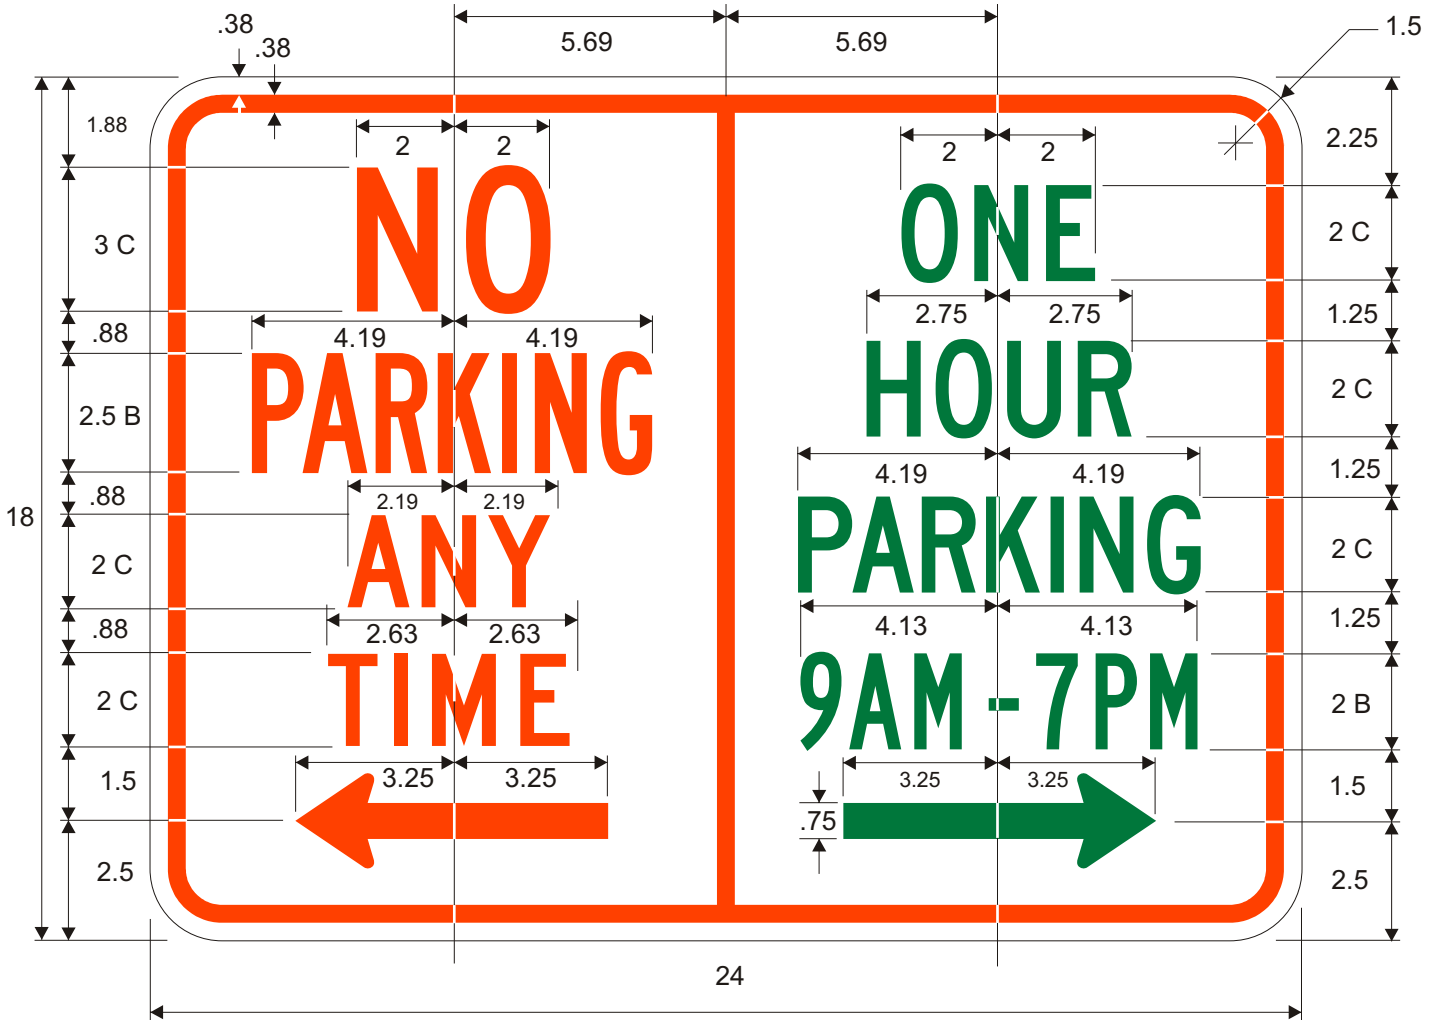 .38
.38
5.69
5.69
1.5
18
1.88
3 C
.88
2.5 B
.88
2 C
.88
2 C
1.5
2.5
2
2
NO
4.19
4.19
PARKING
2.19
2.19
ANY
2.63
2.63
TIME
3.25
3.25
2
2
ONE
2.75
2.75
HOUR
4.19
4.19
PARKING
4.13
4.13
9AM-7PM
3.25
3.25
.75
2.25
2 C
1.25
2 C
1.25
2 C
1.25
2 B
1.5
2.5
24